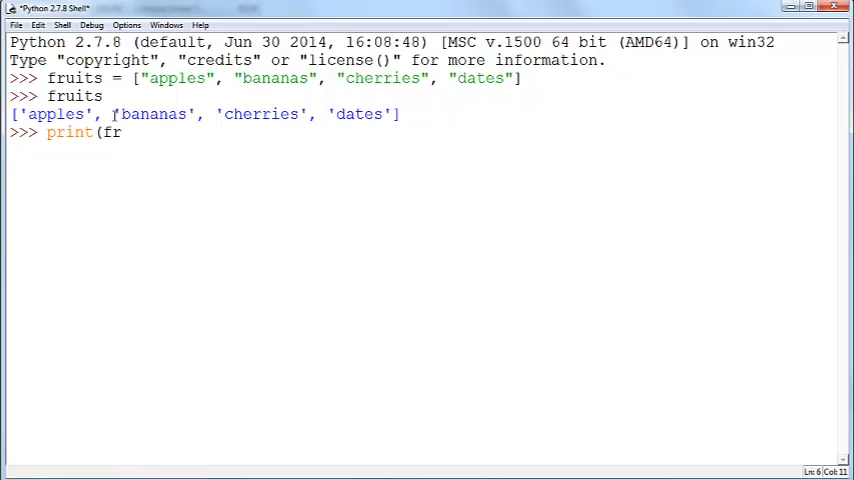 *Python 2.7.8 Shell*
File Edit Shell Debug Options Windows Help
Python 2.7.8 (default, Jun 30 2014, 16:08:48) [MSC v.1500 64 bit (AMD64)] on win32
Type "copyright", "credits" or "license()" for more information.
>>> fruits = ["apples", "bananas", "cherries", "dates"]
>>> fruits
['apples', 'bananas', 'cherries', 'dates']
>>> print(fr
Ln: 6 Col: 11